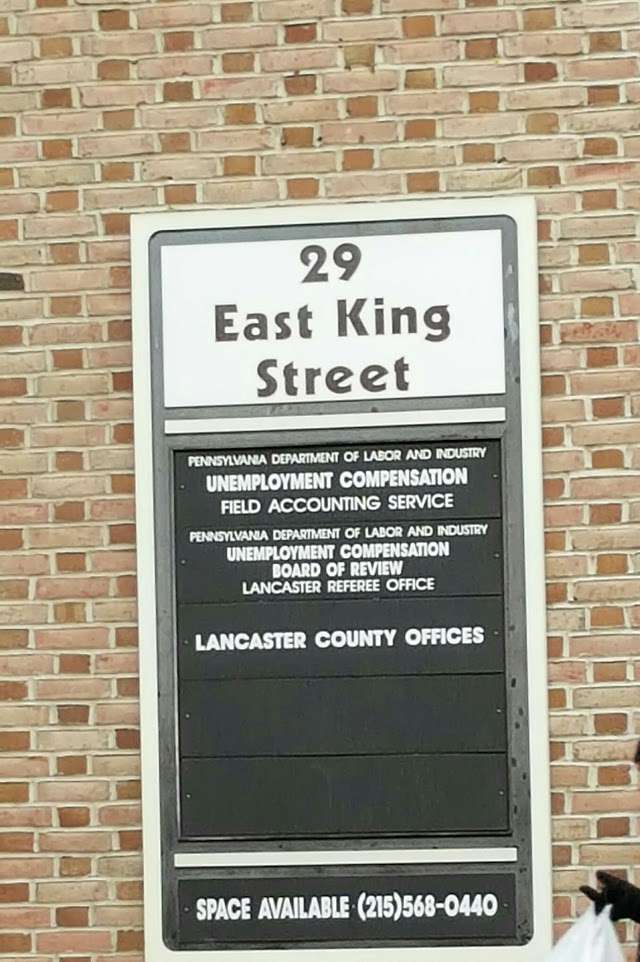 29
East King
Street
PENNSYLVANIA DEPARTMENT OF LABOR AND INDUSTRY
UNEMPLOYMENT COMPENSATION
FIELD ACCOUNTING SERVICE
PENNSYLVANIA DEPARTMENT OF LABOR AND INDUSTRY
UNEMPLOYMENT COMPENSATION
BOARD OF REVIEW
LANCASTER REFEREE OFFICE
LANCASTER COUNTY OFFICES
SPACE AVAILABLE (215)568-0440